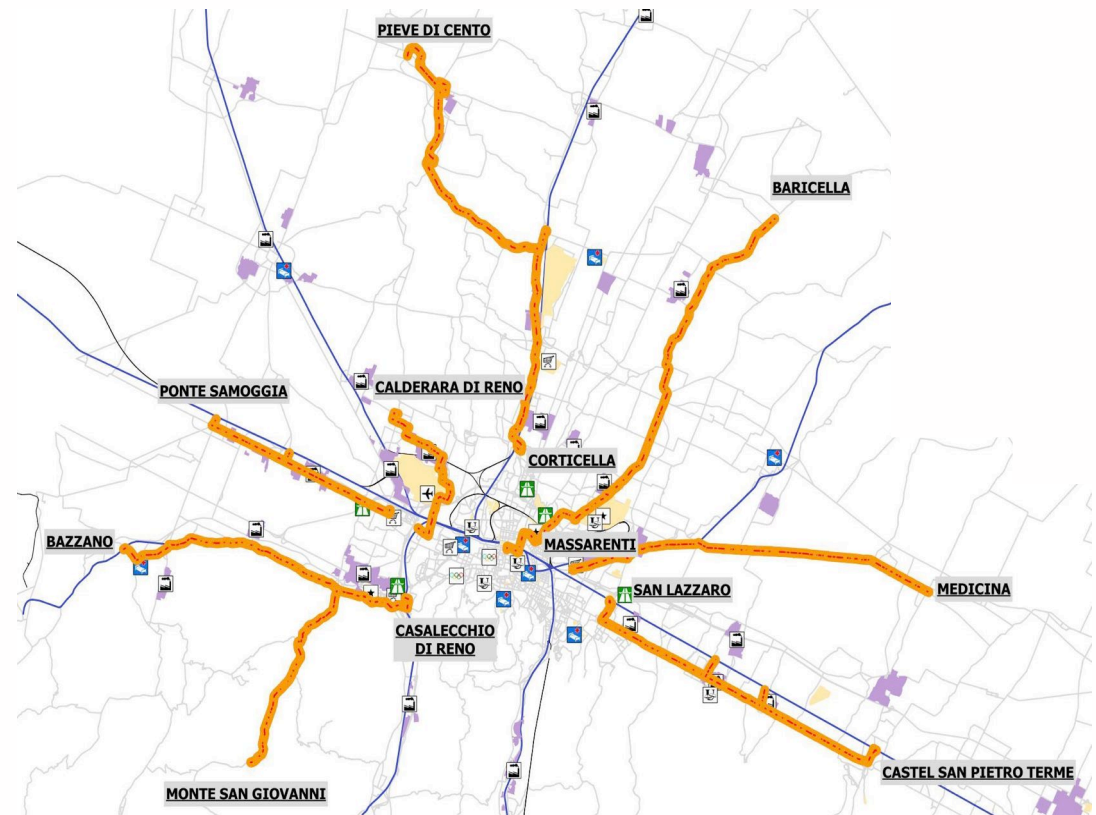 PIEVE DI CENTO
BARICELLA
CALDERARA DI RENO
PONTE SAMOGGIA
CORTICELLA
BAZZANO
MASSARENTI
SAN LAZZARO
MEDICINA
CASALECCHIO
DI RENO
CASTEL SAN PIETRO TERME
MONTE SAN GIOVANNI